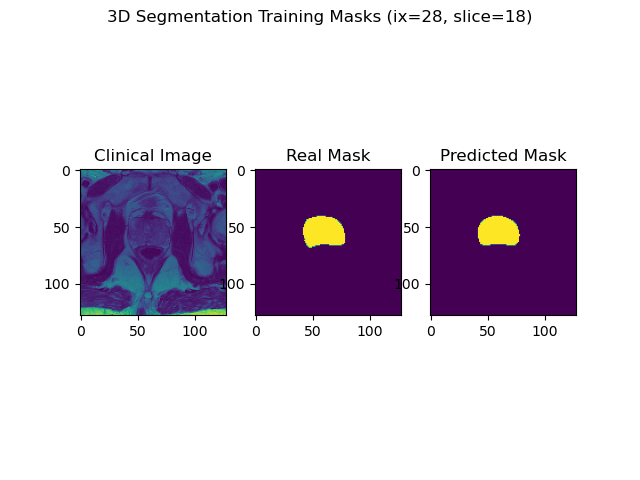 3D Segmentation Training Masks (ix=28, slice=18)
Clinical Image Real Mask Predicted Mask
0 0 0
50 50 50
100 100 100
0 50 100 0 50 100 0 50 100